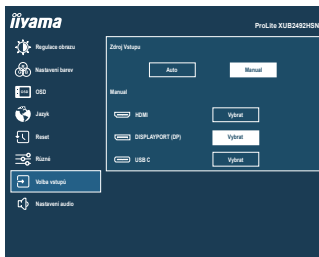 iiyama
ProLite XUB2492HSN
Regulace obrazu
Nastavení barev
OSD
Jazyk
Reset
Různé
Volba vstupů
Nastavení audio
Zdroj Vstupu
Auto
Manual
Manual
HDMI
Vybrat
DISPLAYPORT (DP)
Vybrat
USB C
Vybrat